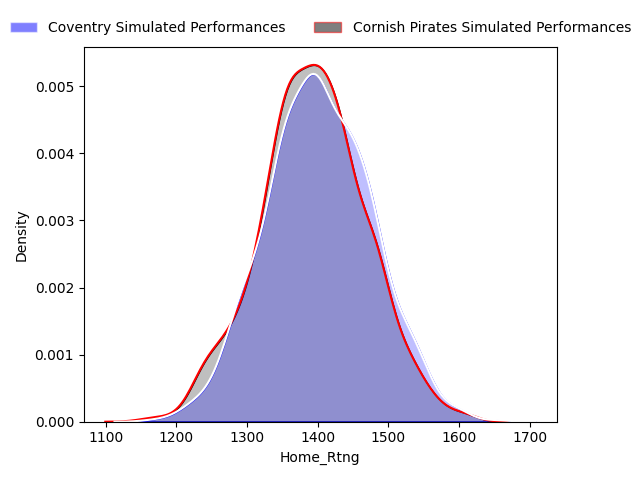 Coventry Simulated Performances Cornish Pirates Simulated Performances
0.005
0.004
0.003
0.002
0.001
0.000
Density
1100 1200 1300 1400 1500 1600 1700
Home_Rtng